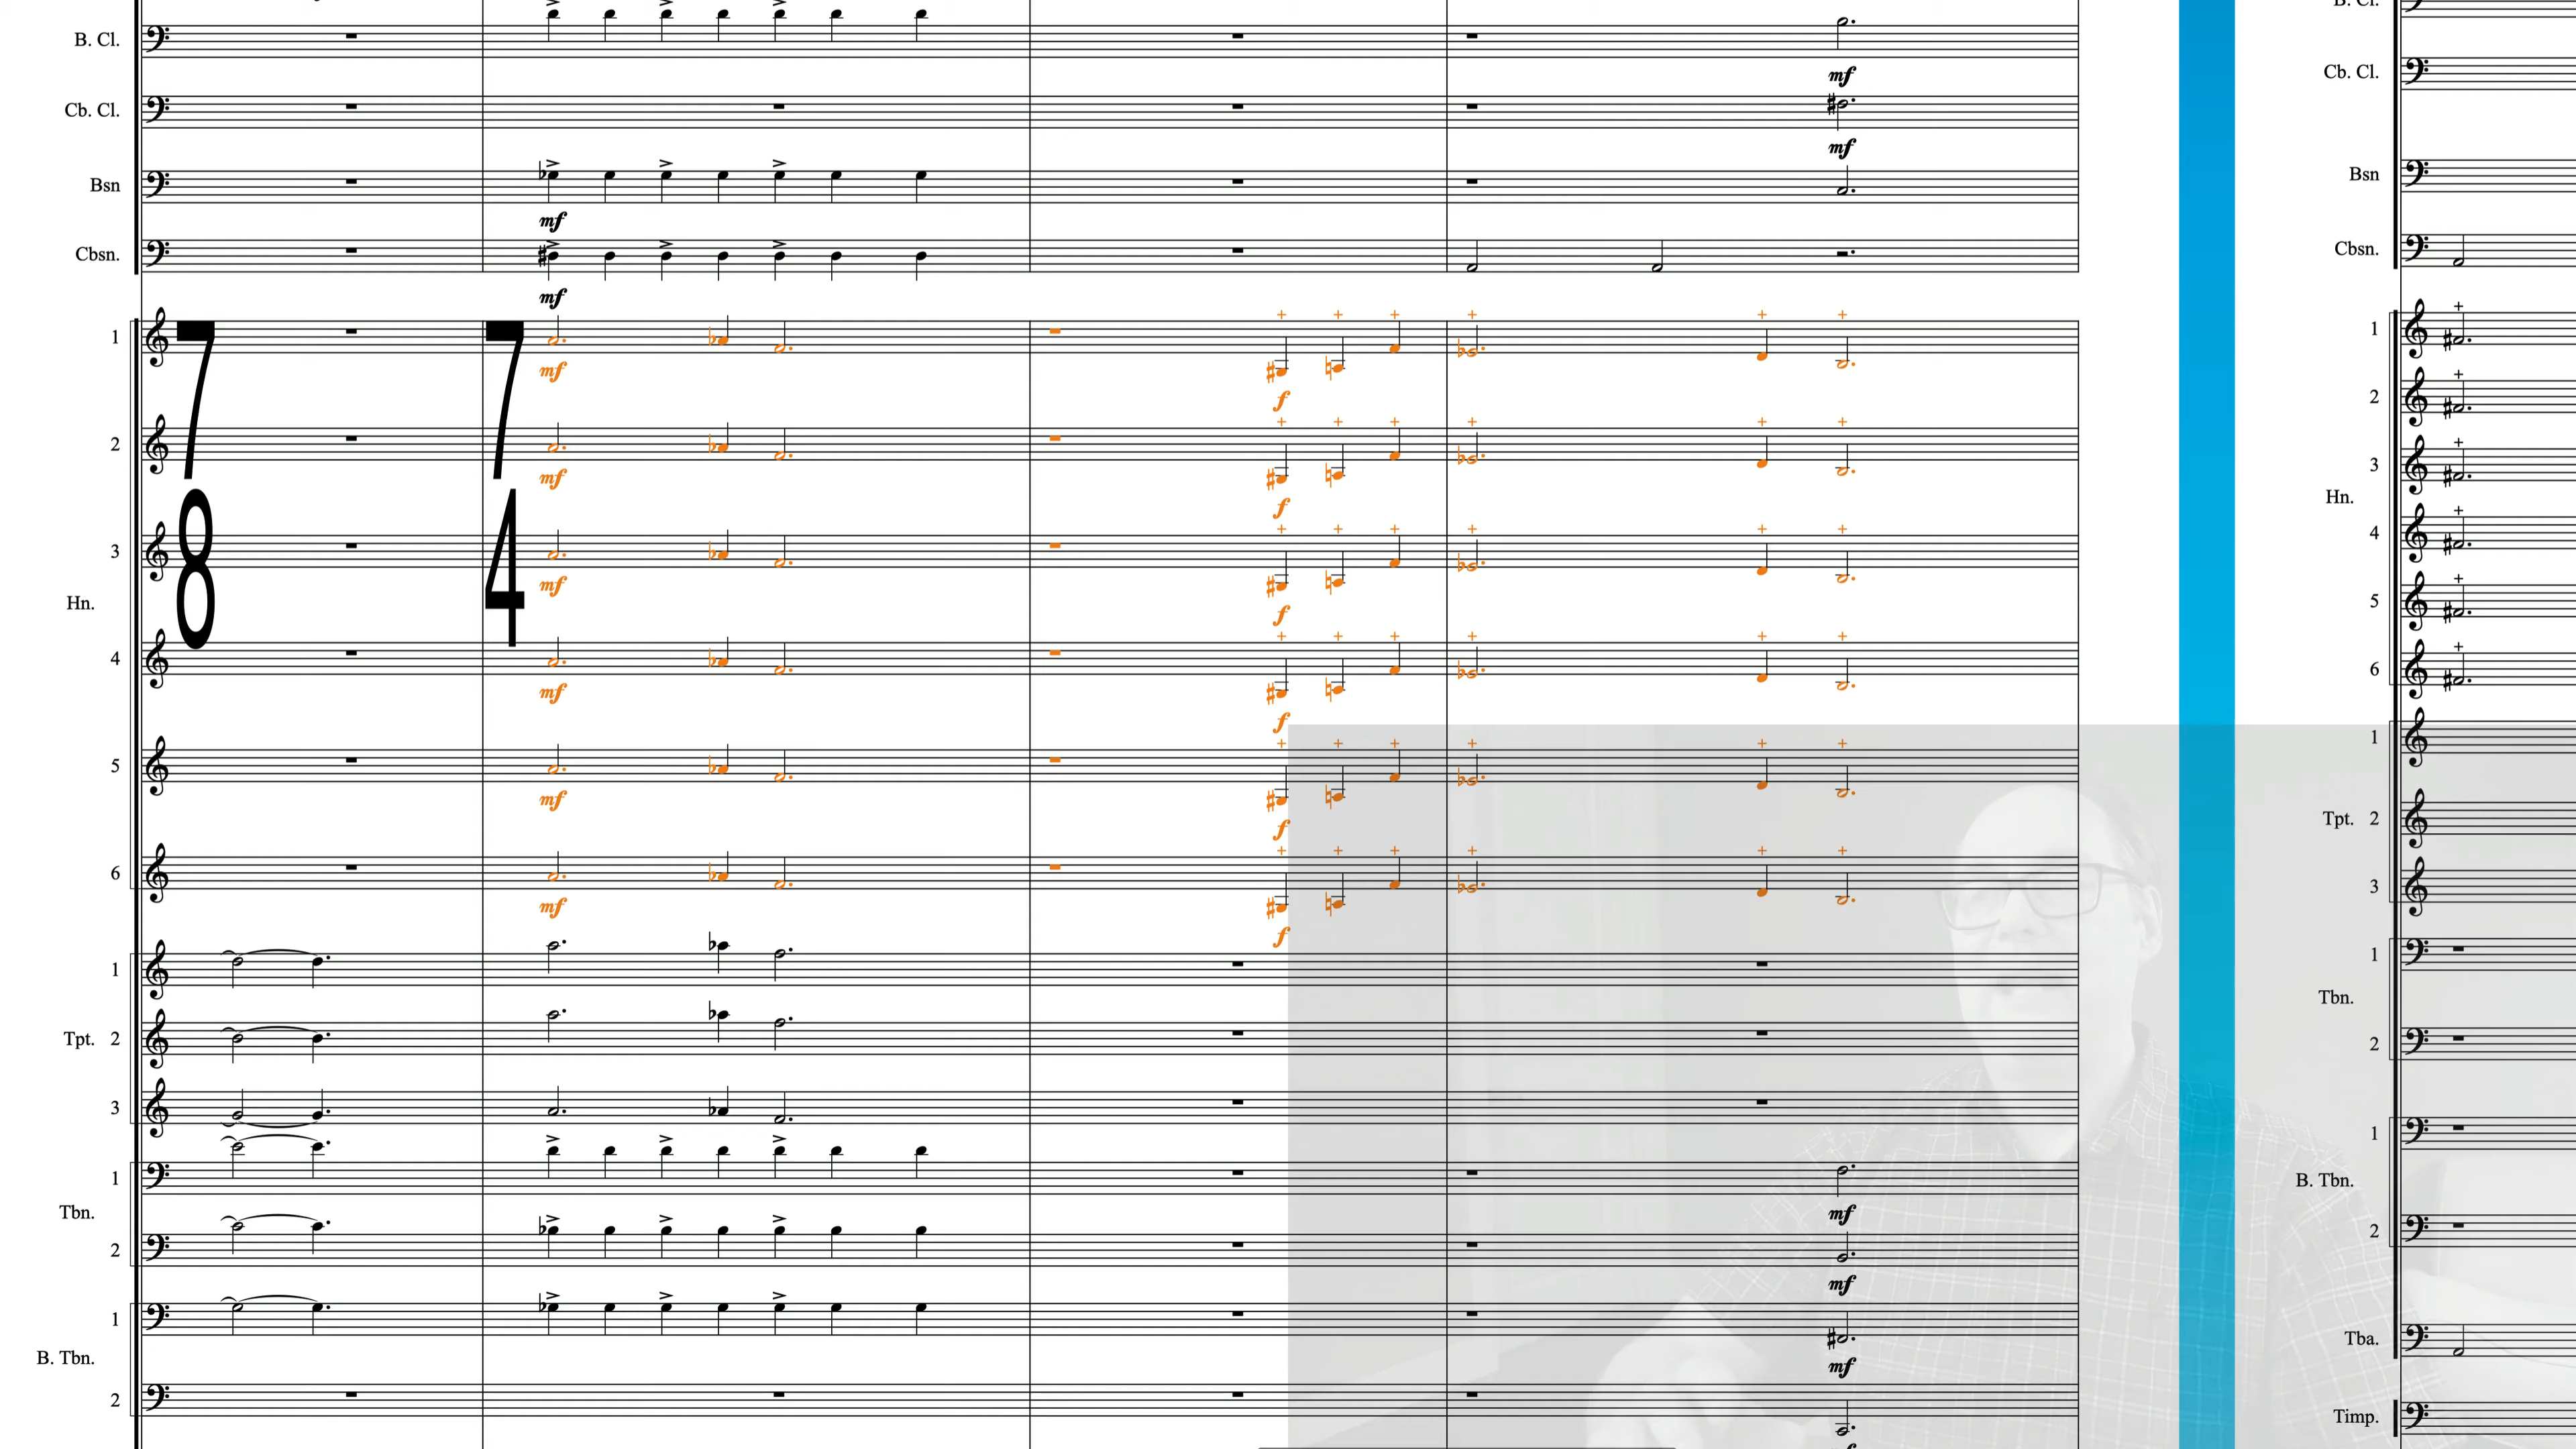 B. Cl.
mf
Cb. Cl.
mf
Bsn
mf
Cbsn.
mf
7
8
7
4
Hn.
1
mf
f
2
mf
f
3
mf
f
4
mf
f
5
mf
f
6
mf
f
Tpt.
1
2
3
Tbn.
1
mf
2
mf
B. Tbn.
1
mf
2
Cb. Cl.
Bsn
Cbsn.
Hn.
1
2
3
4
5
6
Tpt.
1
2
3
Tbn.
1
2
B. Tbn.
1
2
Tba.
Timp.